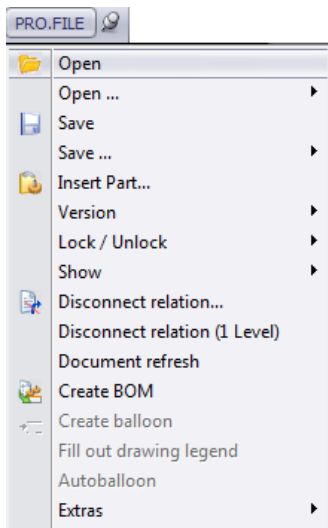 PRO.FILE
Open
Open ...
Save
Save ...
Insert Part...
Version
Lock / Unlock
Show
Disconnect relation...
Disconnect relation (1 Level)
Document refresh
Create BOM
Create balloon
Fill out drawing legend
Autoballoon
Extras